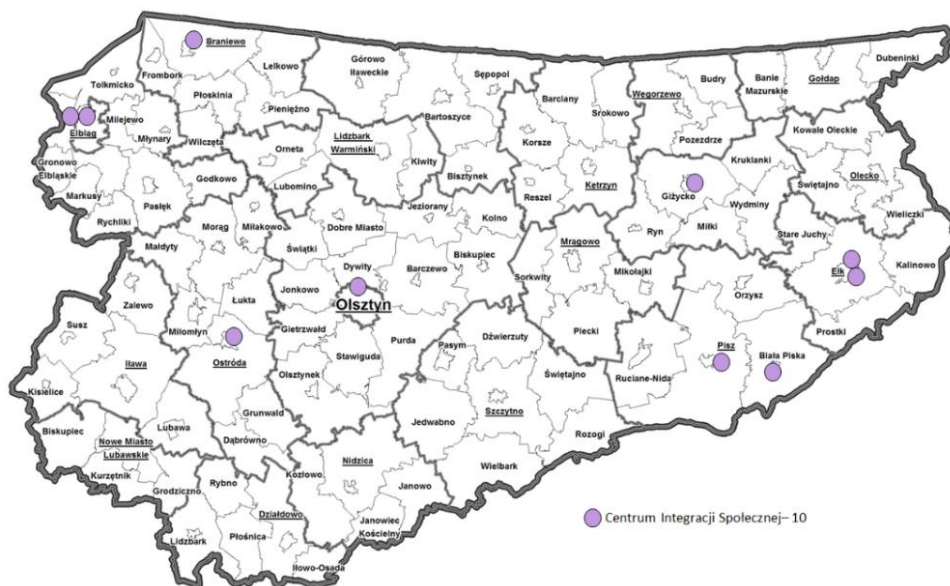 Braniewo
Frombork
Lelkowo
Górowo
Iławeckie
Sępopol
Tolkmicko
Płoskinia
Pieniężno
Bartoszyce
Barciany
Srokowo
Węgorzewo
Budry
Banie
Mazurskie
Gołdap
Dubeninki
Elbląg
Milejewo
Młynary
Wilczęta
Orneta
Lidzbark
Warmiński
Kiwity
Bisztynek
Korsze
Pozezdrze
Kruklanki
Kowale Oleckie
Gronowo
Elbląskie
Markusy
Godkowo
Pasłęk
Rychliki
Lubomino
Reszel
Kętrzyn
Giżycko
Wydminy
Świętajno
Olecko
Wieliczki
Małdyty
Morąg
Miłakowo
Świątki
Dobre Miasto
Jeziorany
Kolno
Mrągowo
Ryn
Miłki
Stare Juchy
Ełk
Kalinowo
Zalewo
Łukta
Jonkowo
Dywity
Olsztyn
Barczewo
Biskupiec
Sorkwity
Mikołajki
Orzysz
Prostki
Susz
Miłomłyn
Ostróda
Gietrzwałd
Stawiguda
Purda
Pasym
Dźwierzuty
Piecki
Pisz
Biała Piska
Iława
Olsztynek
Świętajno
Ruciane-Nida
Kisielice
Biskupiec
Nowe Miasto
Lubawskie
Lubawa
Grunwald
Dąbrówno
Jedwabno
Szczytno
Rozogi
Kurzętnik
Grodziczno
Rybno
Kozłowo
Nidzica
Janowo
Wielbark
Lidzbark
Płośnica
Działdowo
Janowiec
Kościelny
Iłowo-Osada
Centrum Integracji Społecznej– 10